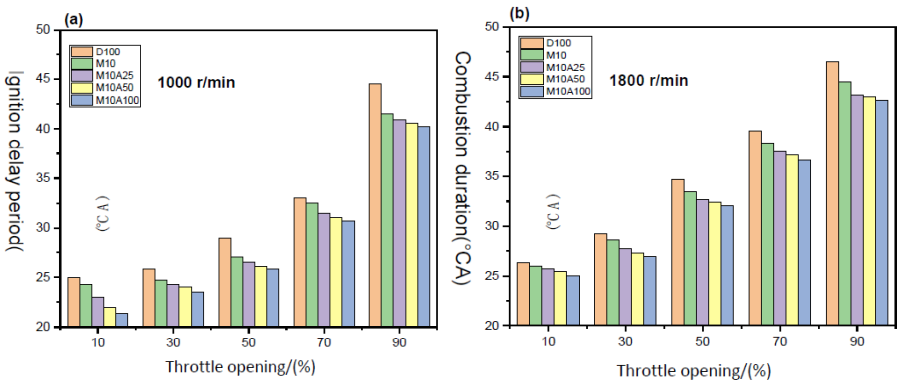 (a)
50
45
40
35
30
25
20
Ignition delay period(
(℃A)
D100
M10
M10A25
M10A50
M10A100
1000 r/min
10 30 50 70 90
Throttle opening/(%)
(b)
50
45
40
35
30
25
20
Combustion duration(°CA)
(℃A)
D100
M10
M10A25
M10A50
M10A100
1800 r/min
10 30 50 70 90
Throttle opening/(%)